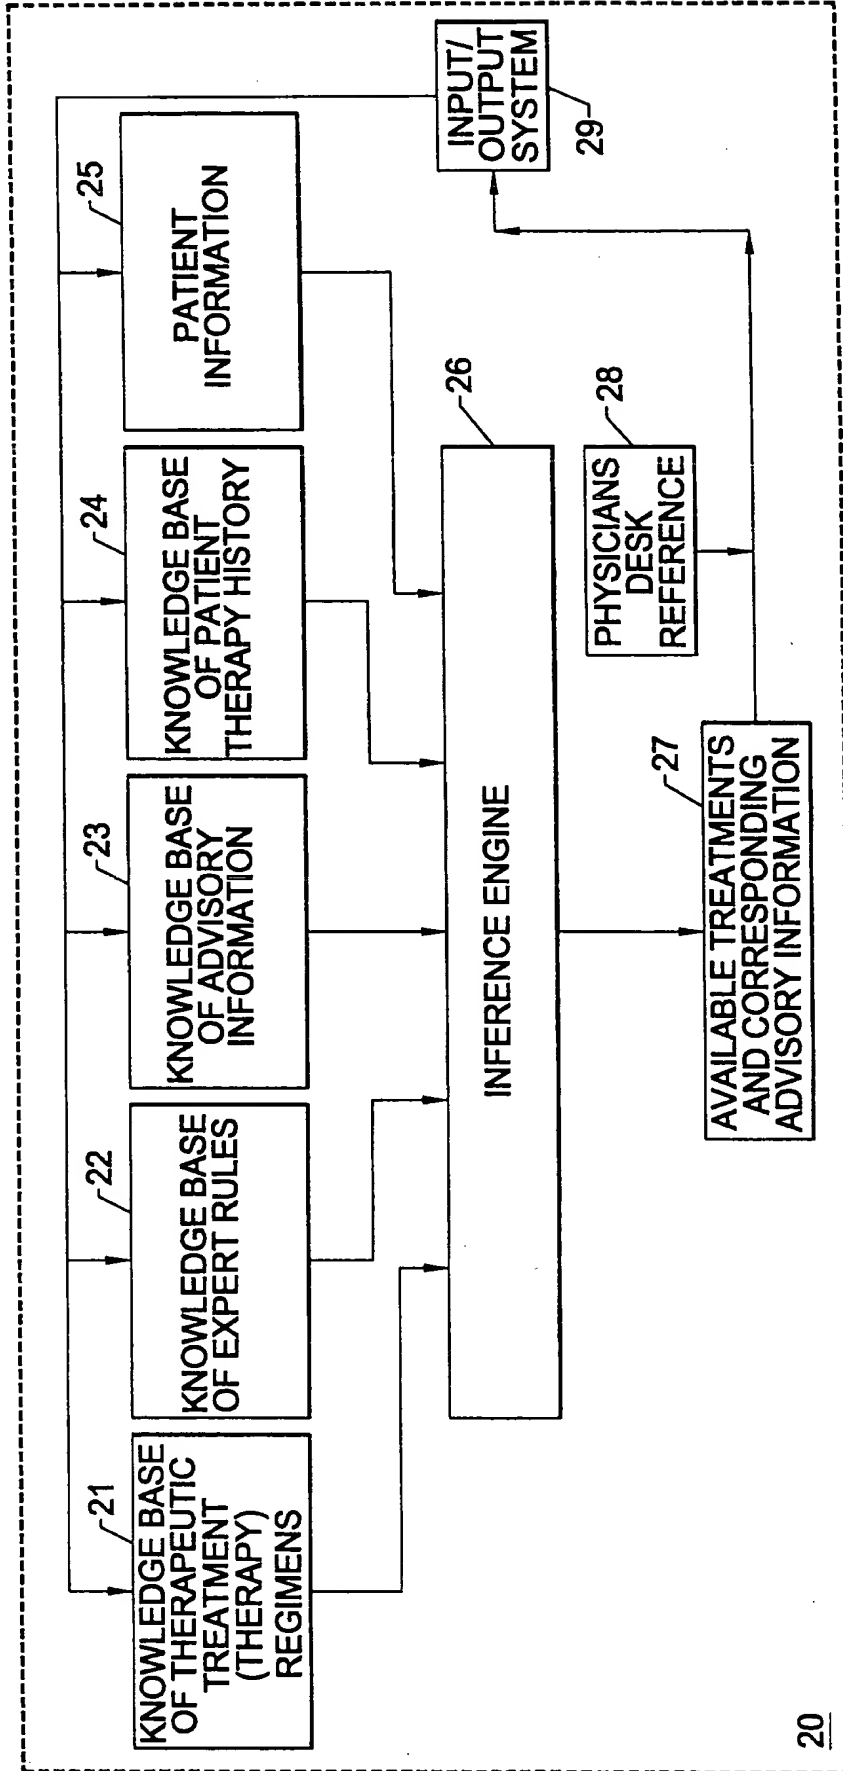 21
KNOWLEDGE BASE
OF THERAPEUTIC
TREATMENT
(THERAPY)
REGIMENS
22
KNOWLEDGE BASE
OF EXPERT RULES
23
KNOWLEDGE BASE
OF ADVISORY
INFORMATION
24
KNOWLEDGE BASE
OF PATIENT
THERAPY HISTORY
25
PATIENT
INFORMATION
INPUT/
OUTPUT
SYSTEM
29
26
INFERENCE ENGINE
28
PHYSICIANS
DESK
REFERENCE
27
AVAILABLE TREATMENTS
AND CORRESPONDING
ADVISORY INFORMATION
20